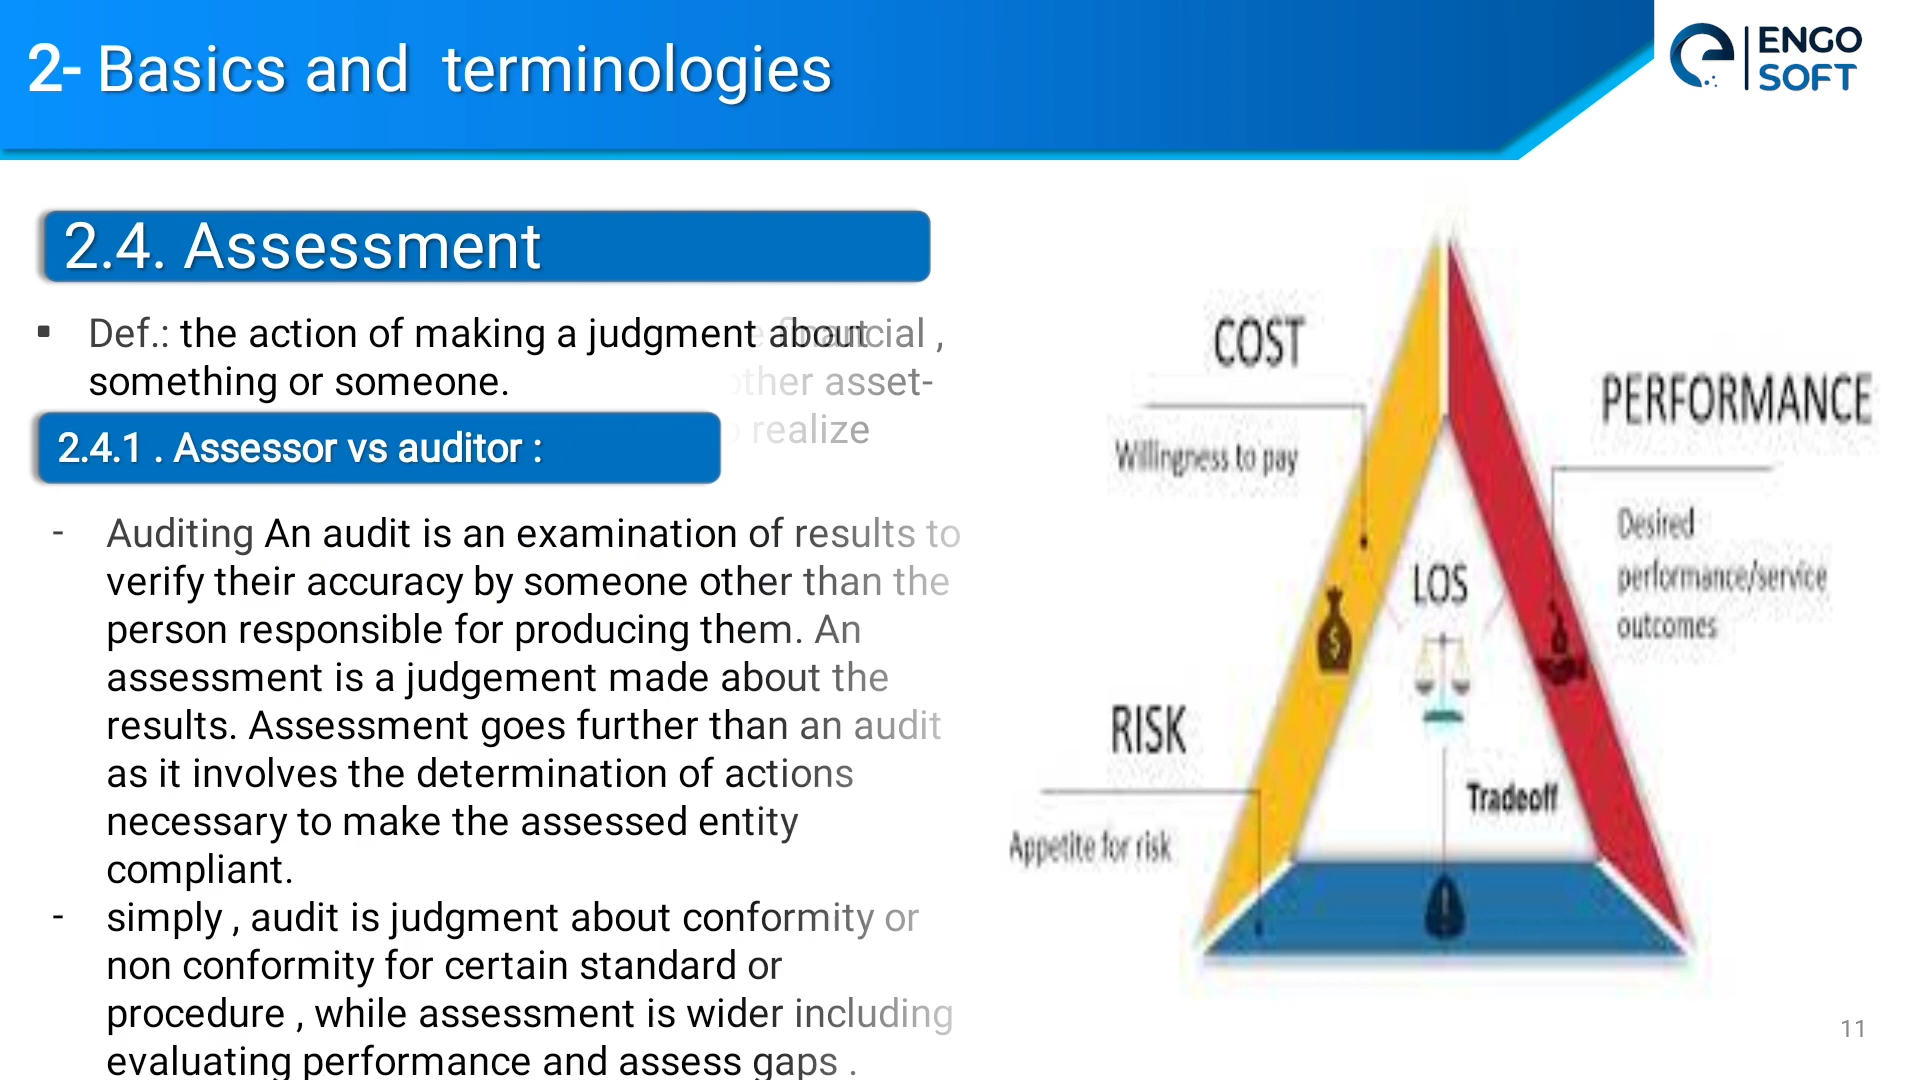 2- Basics and terminologies
ENGO
SOFT
2.4. Assessment
▪ Def.: the action of making a judgment about
something or someone.
financial ,
other asset-
realize
2.4.1 . Assessor vs auditor :
- Auditing An audit is an examination of results to
verify their accuracy by someone other than the
person responsible for producing them. An
assessment is a judgement made about the
results. Assessment goes further than an audit
as it involves the determination of actions
necessary to make the assessed entity
compliant.
- simply , audit is judgment about conformity or
non conformity for certain standard or
procedure , while assessment is wider including
evaluating performance and assess gaps .
COST
Willingness to pay
PERFORMANCE
Desired
performance/service
outcomes
LOS
RISK
Appetite for risk
Tradeoff
11